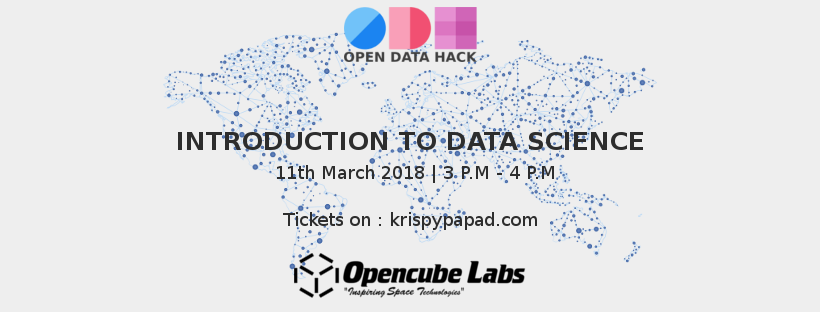 OPEN DATA HACK
INTRODUCTION TO DATA SCIENCE
11th March 2018 | 3 P.M - 4 P.M
Tickets on : krispypapad.com
Opencube Labs
"Inspiring Space Technologies"